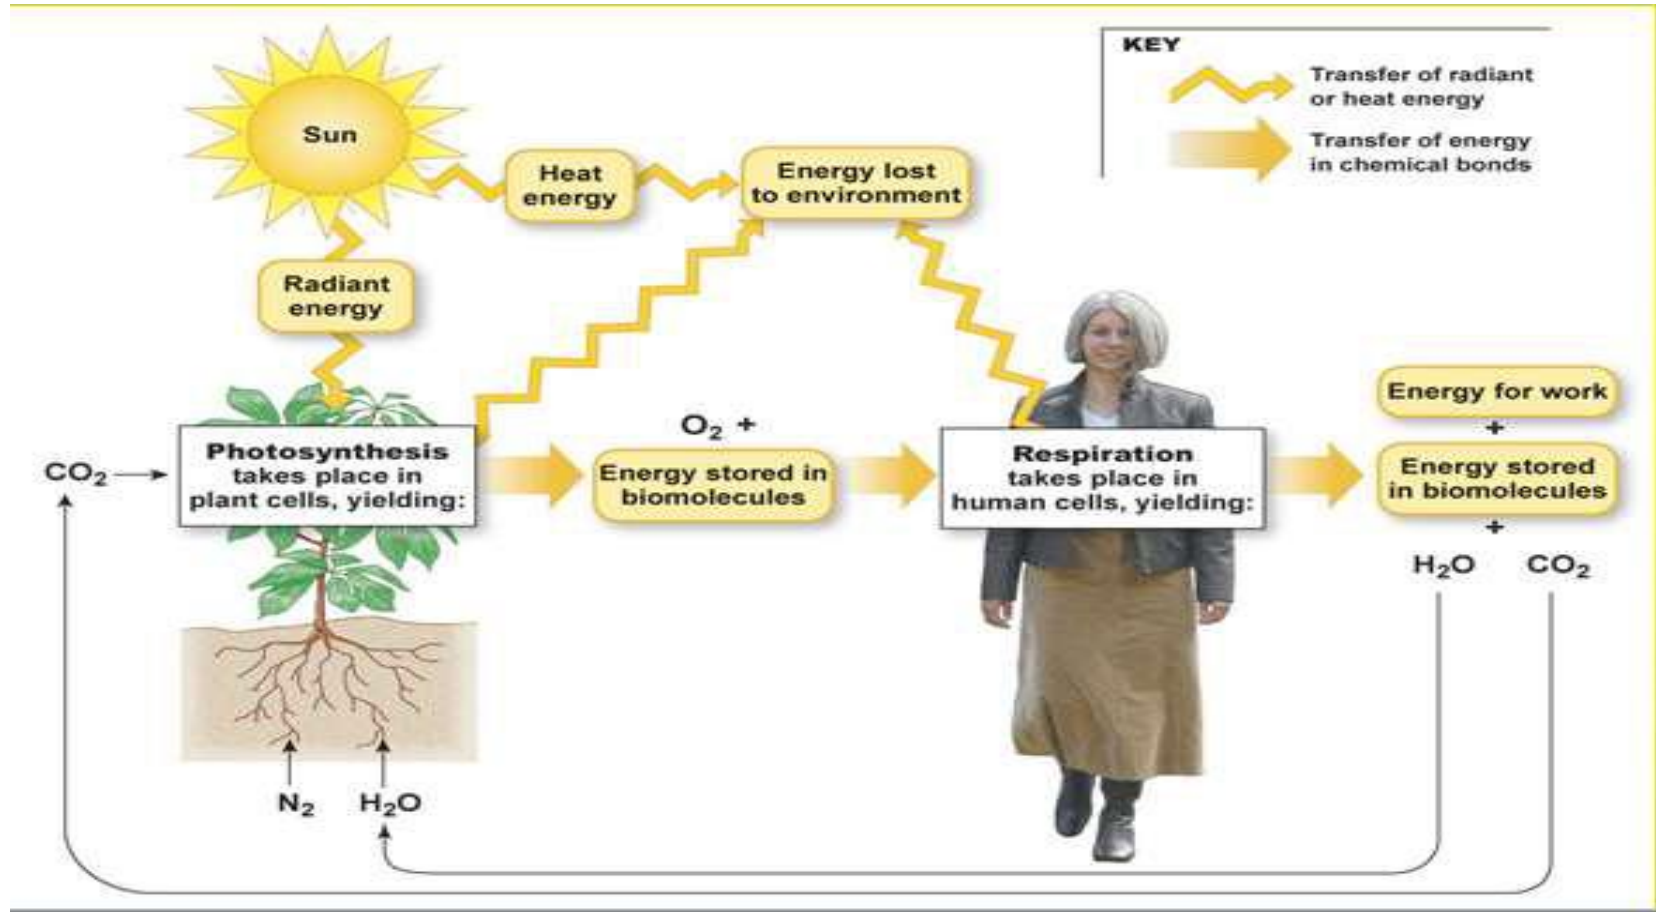 KEY
Transfer of radiant
or heat energy
Transfer of energy
in chemical bonds
Sun
Heat
energy
Energy lost
to environment
Radiant
energy
Photosynthesis
takes place in
plant cells, yielding:
CO₂
O₂ +
Energy stored in
biomolecules
Respiration
takes place in
human cells, yielding:
Energy for work
+
Energy stored
in biomolecules
+
H₂O CO₂
N₂ H₂O